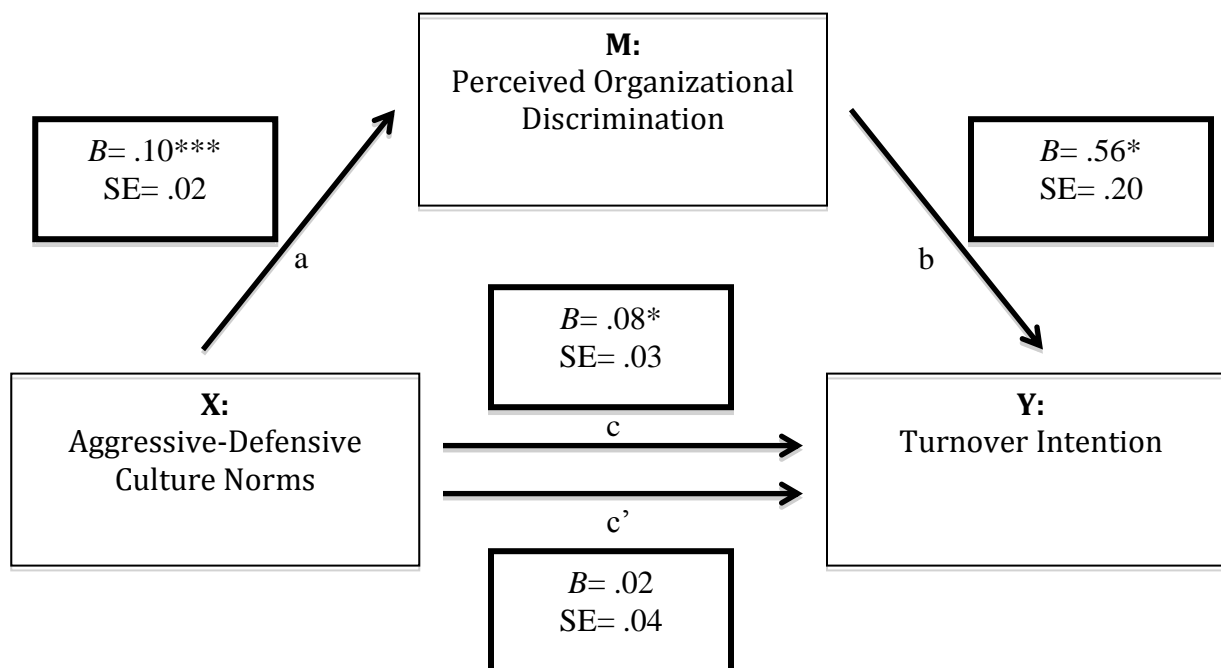 M:
Perceived Organizational
Discrimination
B= .10***
SE= .02
B= .56*
SE= .20
a
b
B= .08*
SE= .03
X:
Aggressive-Defensive
Culture Norms
c
c’
Y:
Turnover Intention
B= .02
SE= .04